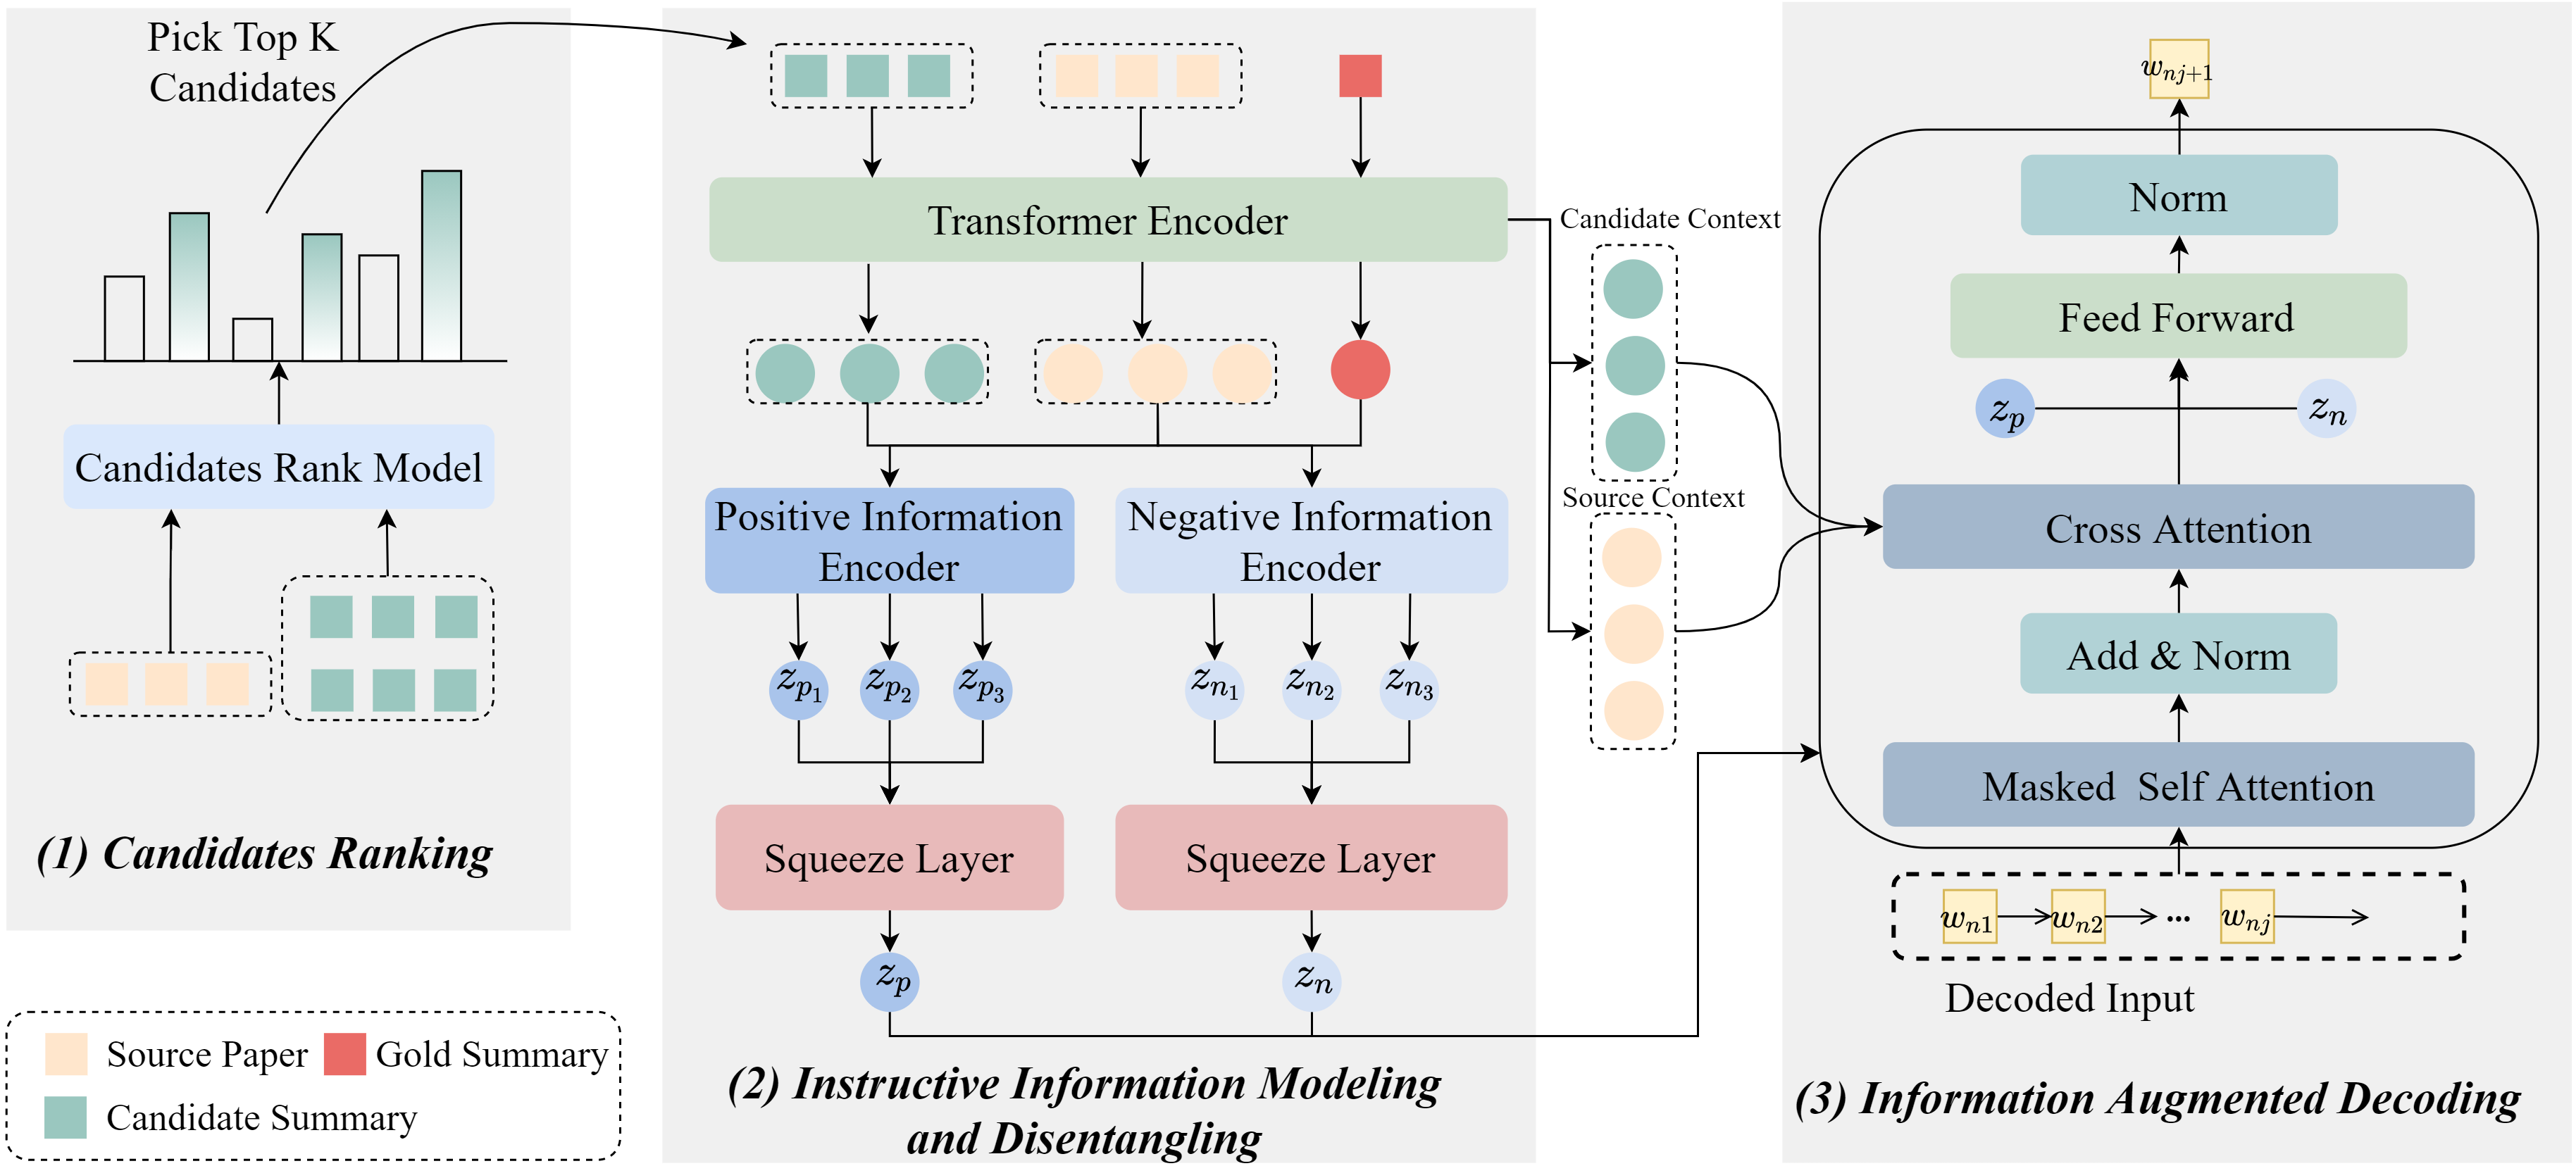 Pick Top K
Candidates
Candidates Rank Model
(1) Candidates Ranking
Source Paper
Gold Summary
Candidate Summary
Transformer Encoder
Positive Information
Encoder
Negative Information
Encoder
z_{p_1}
z_{p_2}
z_{p_3}
z_{n_1}
z_{n_2}
z_{n_3}
Squeeze Layer
Squeeze Layer
z_p
z_n
(2) Instructive Information Modeling
and Disentangling
Candidate Context
Source Context
w_{nj+1}
Norm
Feed Forward
z_p
z_n
Cross Attention
Add & Norm
Masked Self Attention
w_{n1}
w_{n2}
...
w_{nj}
Decoded Input
(3) Information Augmented Decoding